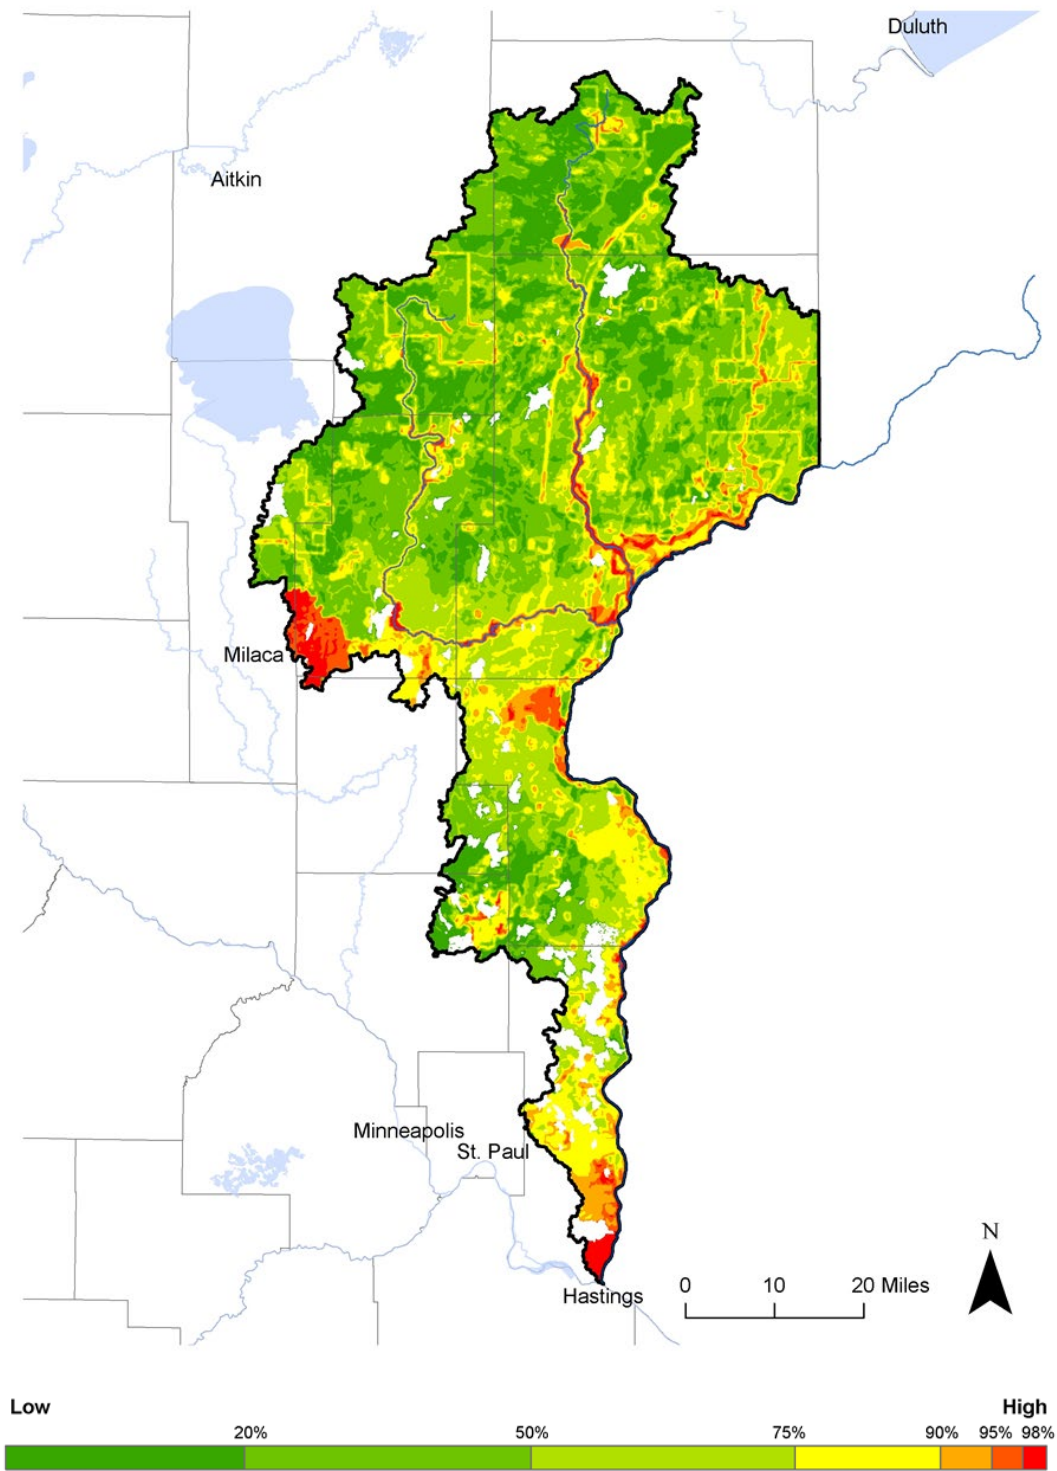 Duluth
Aitkin
Milaca
Minneapolis
St. Paul
N
0 10 20 Miles
Hastings
Low High
20% 50% 75% 90% 95% 98%